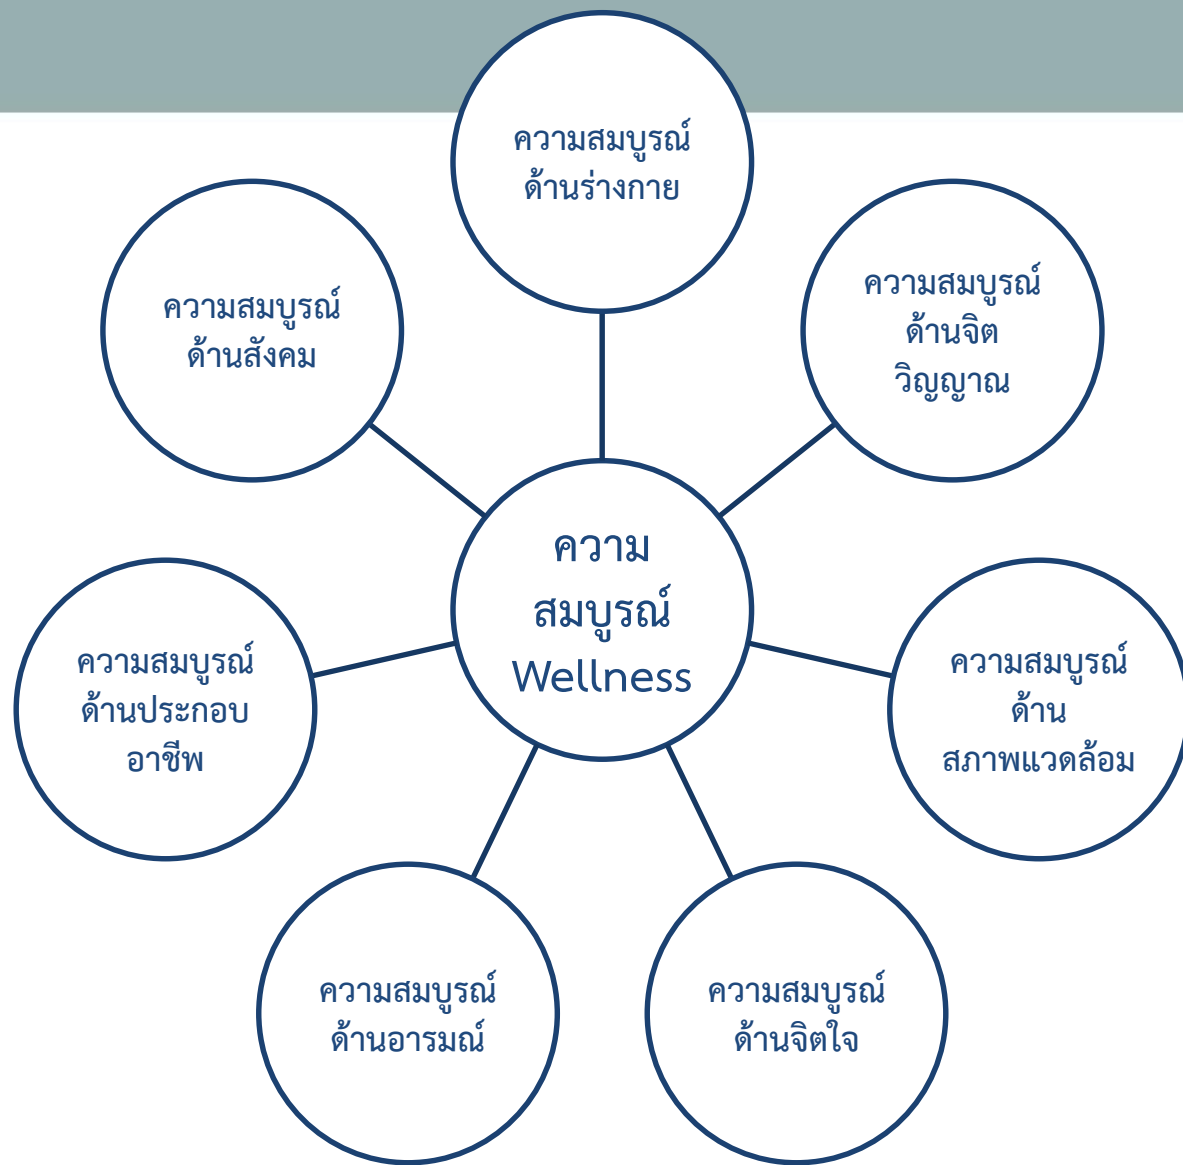 ความสมบูรณ์
ด้านร่างกาย
ความสมบูรณ์
ด้านจิต
วิญญาณ
ความสมบูรณ์
ด้าน
สภาพแวดล้อม
ความสมบูรณ์
ด้านจิตใจ
ความสมบูรณ์
ด้านอารมณ์
ความสมบูรณ์
ด้านประกอบ
อาชีพ
ความสมบูรณ์
ด้านสังคม
ความ
สมบูรณ์
Wellness